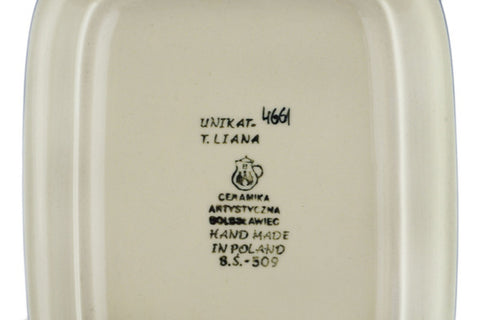 UNIKAT- 4661
T. LIANA
CERAMIKA
ARTYSTYCZNA
BOLESŁAWIEC
HAND MADE
IN POLAND
B.Ś.-309